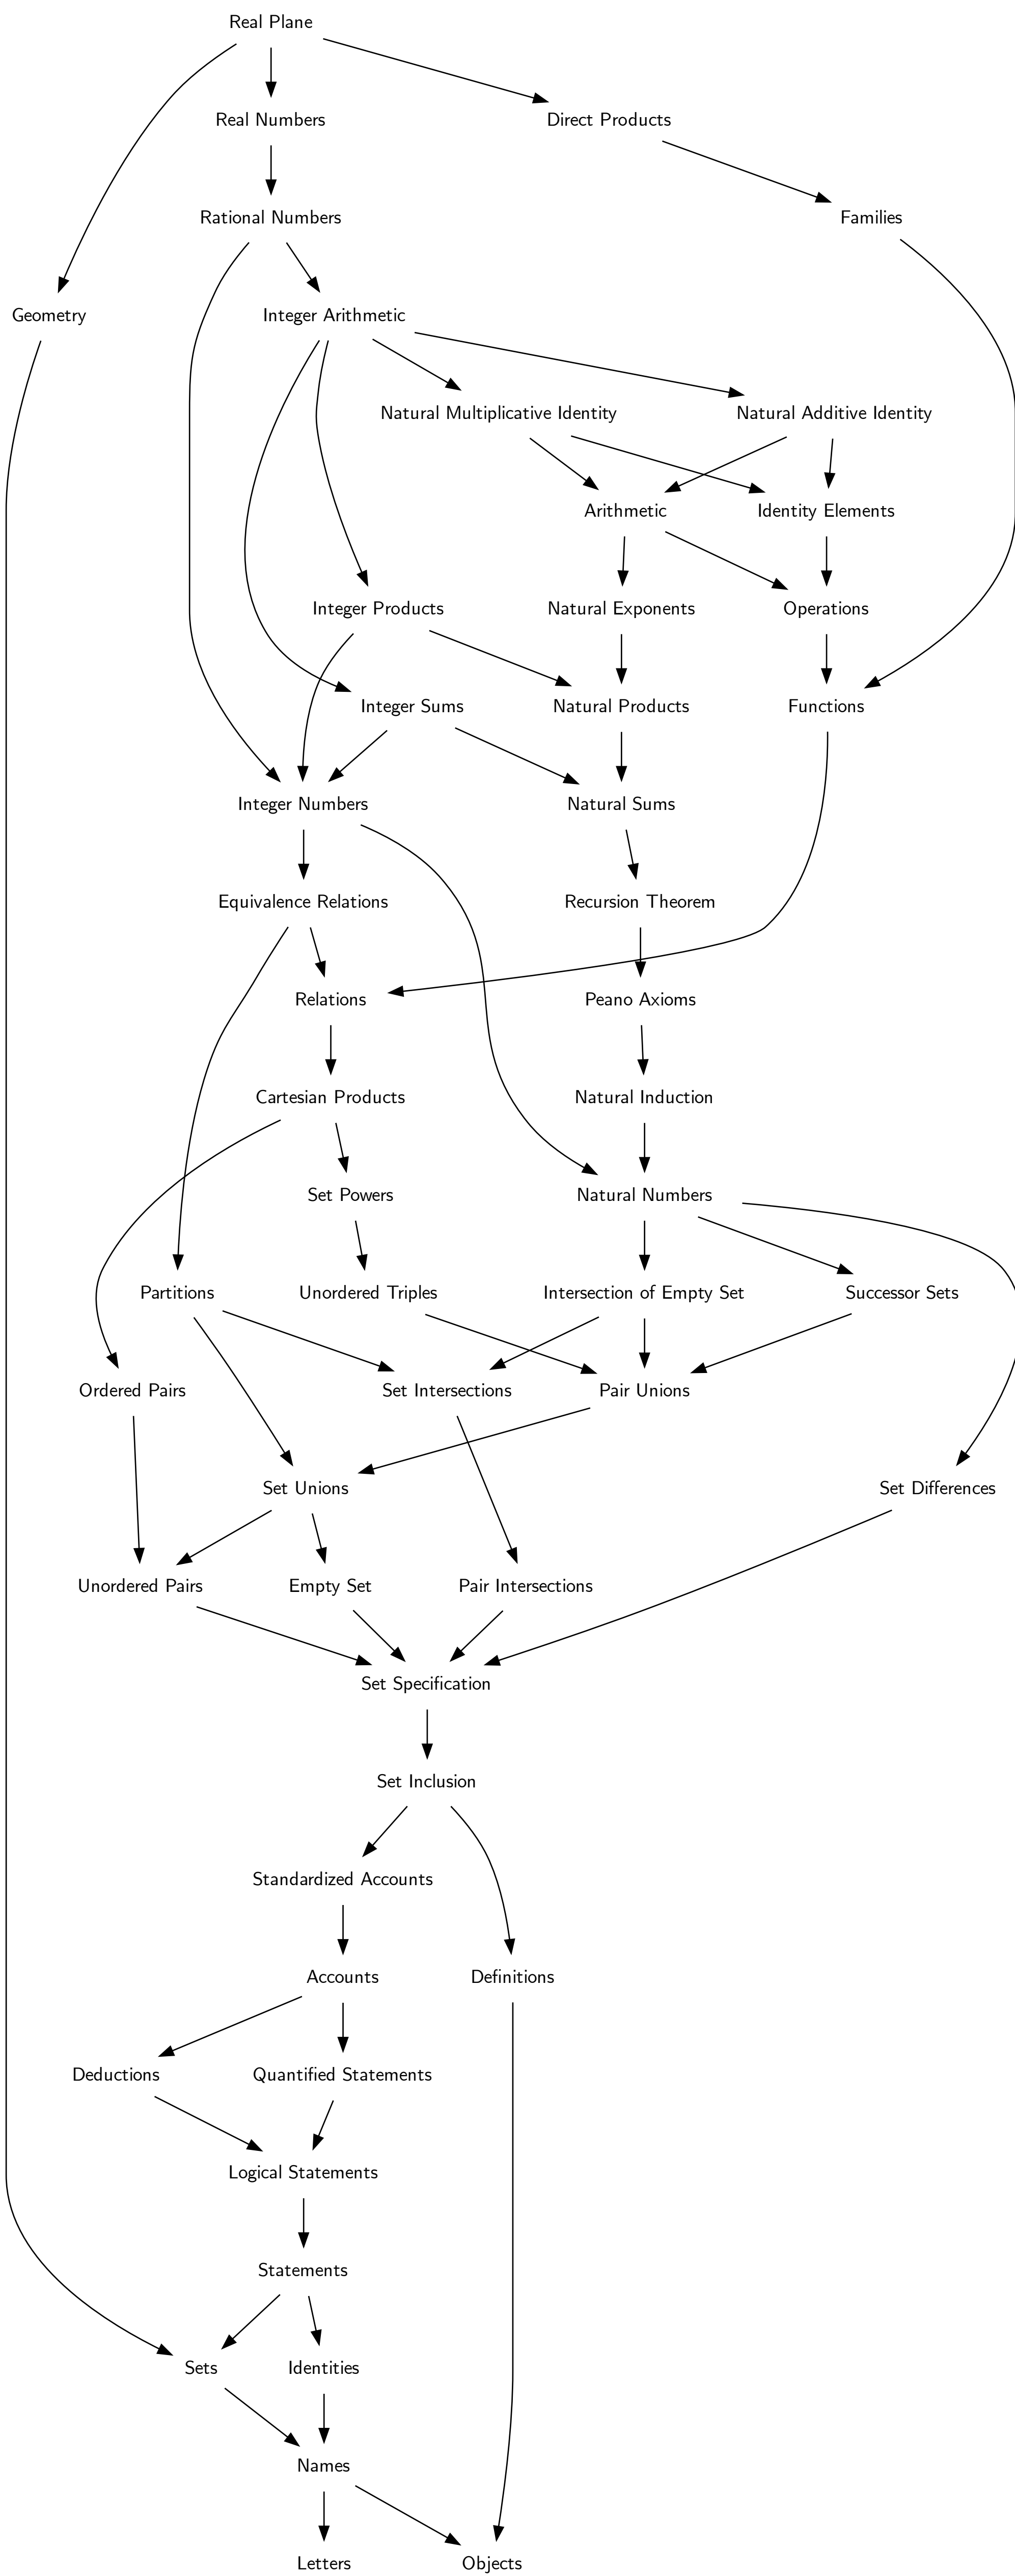 Real Plane
Real Numbers
Direct Products
Rational Numbers
Families
Geometry
Integer Arithmetic
Natural Multiplicative Identity
Natural Additive Identity
Arithmetic
Identity Elements
Integer Products
Natural Exponents
Operations
Integer Sums
Natural Products
Functions
Integer Numbers
Natural Sums
Equivalence Relations
Recursion Theorem
Relations
Peano Axioms
Cartesian Products
Natural Induction
Set Powers
Natural Numbers
Partitions
Unordered Triples
Intersection of Empty Set
Successor Sets
Ordered Pairs
Set Intersections
Pair Unions
Set Unions
Set Differences
Unordered Pairs
Empty Set
Pair Intersections
Set Specification
Set Inclusion
Standardized Accounts
Accounts
Definitions
Deductions
Quantified Statements
Logical Statements
Statements
Sets
Identities
Names
Letters
Objects